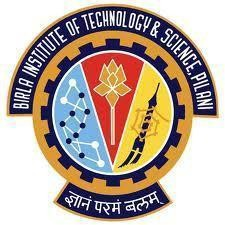 BIRLA INSTITUTE OF TECHNOLOGY & SCIENCE, PILANI
ज्ञानं परमं बलम्